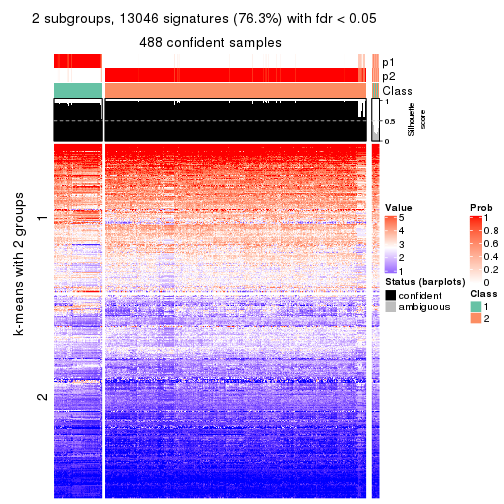 2 subgroups, 13046 signatures (76.3%) with fdr < 0.05
488 confident samples
p1
p2
Class
1
0.5
0
Silhouette
score
k-means with 2 groups
1
2
Value
5
4
3
2
1
Status (barplots)
confident
ambiguous
Prob
1
0.8
0.6
0.4
0.2
0
Class
1
2